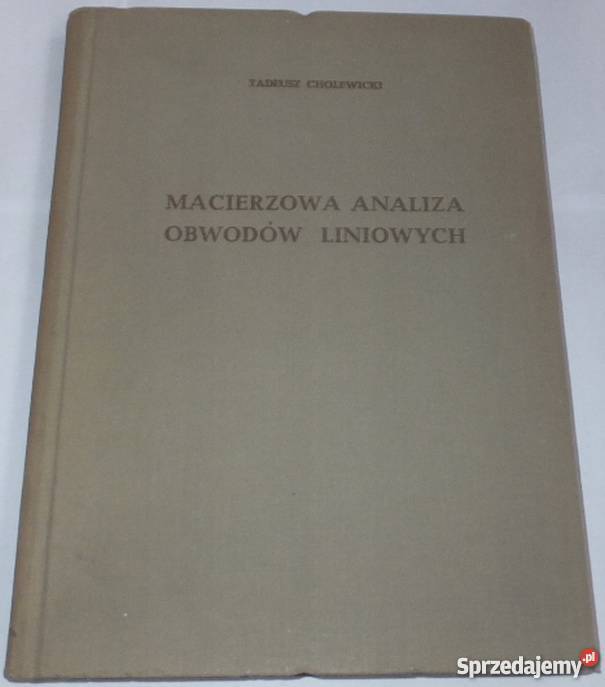 TADEUSZ CHOLEWICKI
MACIERZOWA ANALIZA
OBWODÓW LINIOWYCH
Sprzedajemy.pl